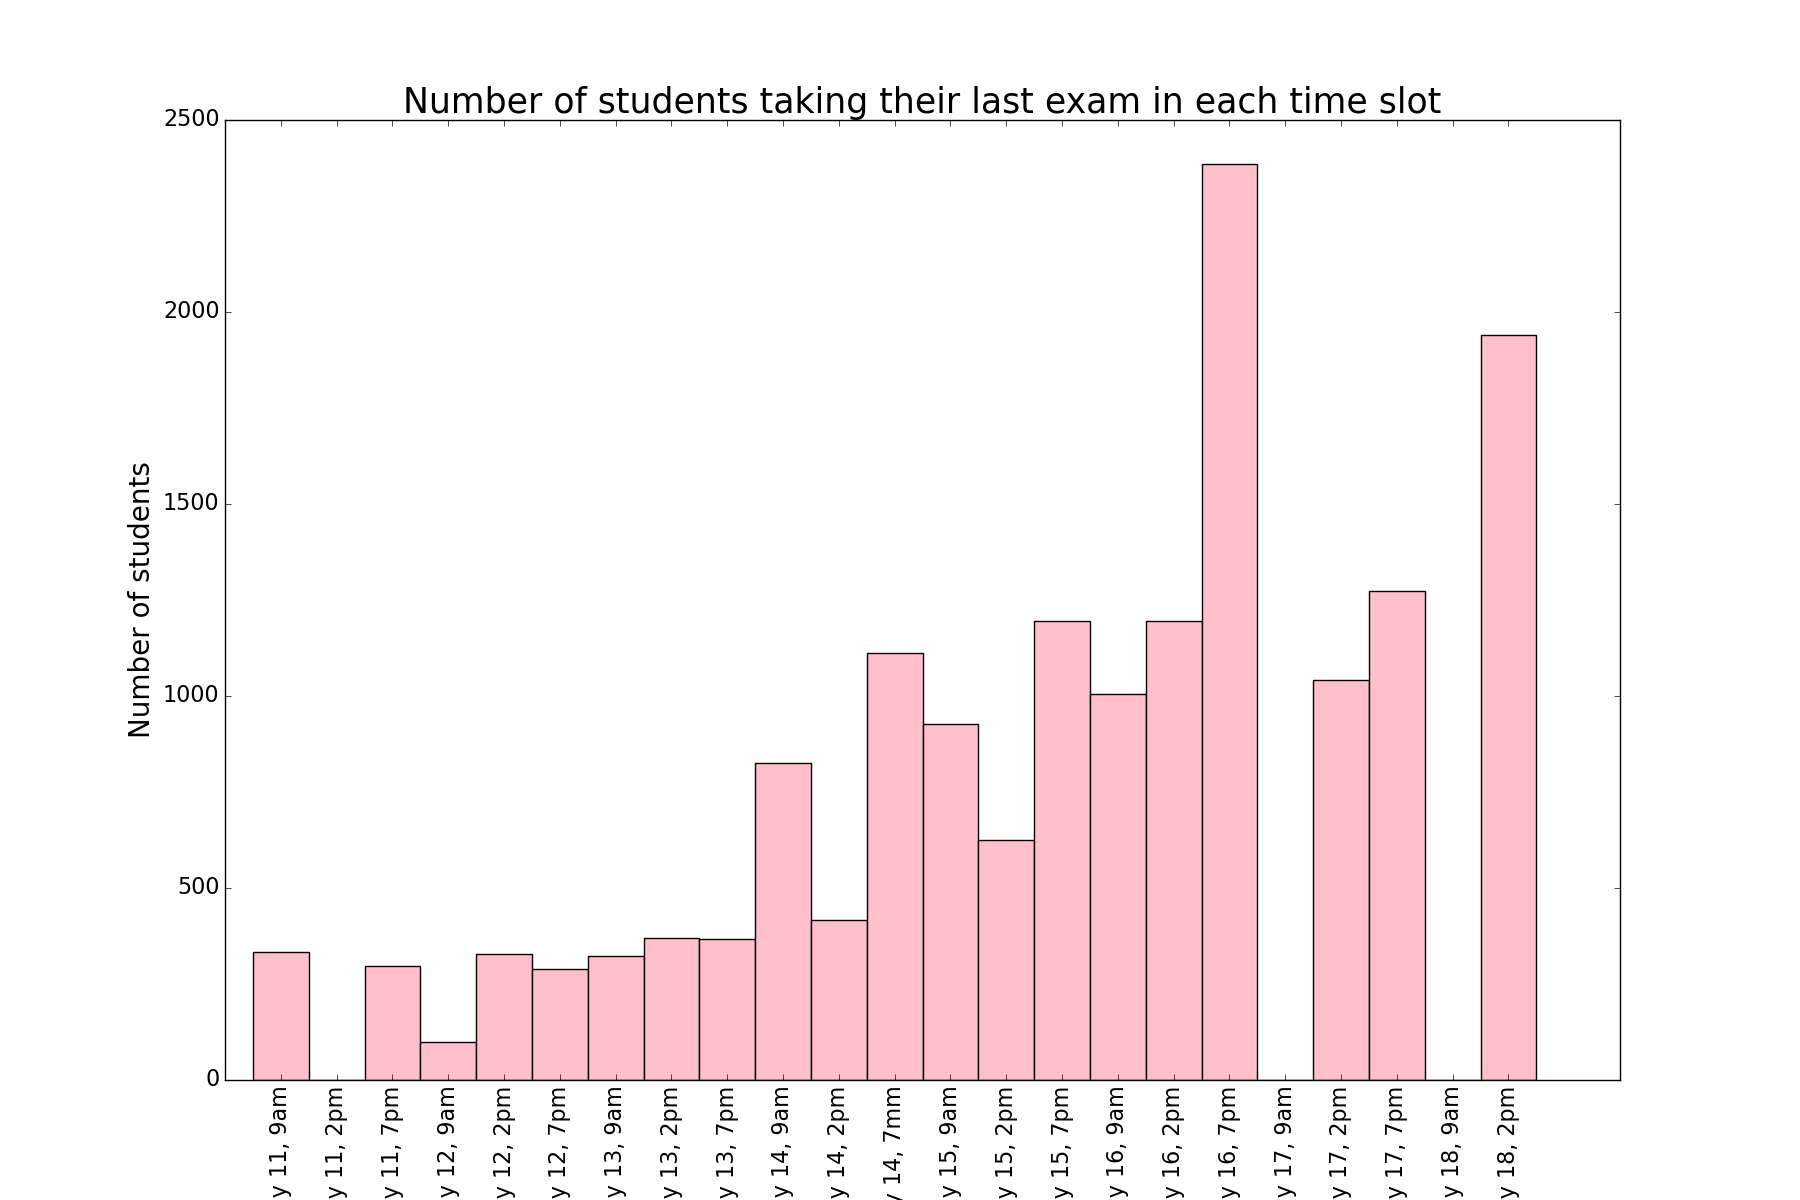 Number of students taking their last exam in each time slot
Number of students
2500
2000
1500
1000
500
0
y 11, 9am
y 11, 2pm
y 11, 7pm
y 12, 9am
y 12, 2pm
y 12, 7pm
y 13, 9am
y 13, 2pm
y 13, 7pm
y 14, 9am
y 14, 2pm
y 14, 7mm
y 15, 9am
y 15, 2pm
y 15, 7pm
y 16, 9am
y 16, 2pm
y 16, 7pm
y 17, 9am
y 17, 2pm
y 17, 7pm
y 18, 9am
y 18, 2pm